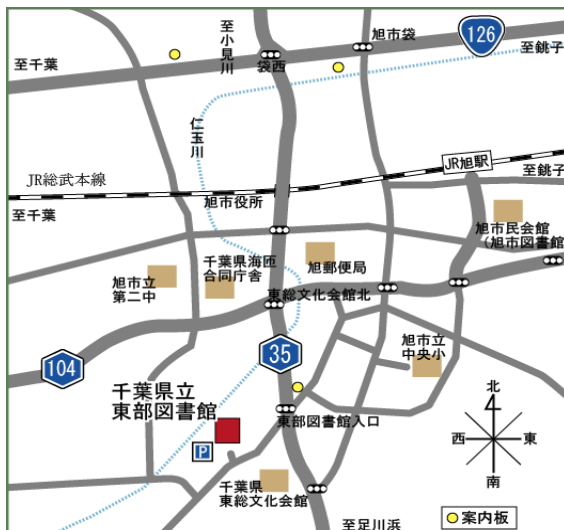 至小見川
旭市袋
126
至千葉
袋西
至銚子
仁玉川
JR総武本線
JR旭駅
至銚子
至千葉
旭市役所
旭市民会館
(旭市図書館
千葉県海匝
合同庁舎
旭郵便局
旭市立
第二中
東総文化会館北
104
35
旭市立
中央小
千葉県立
東部図書館
北
東部図書館入口
P
西
東
南
千葉県
東総文化会館
案内板
至足川浜